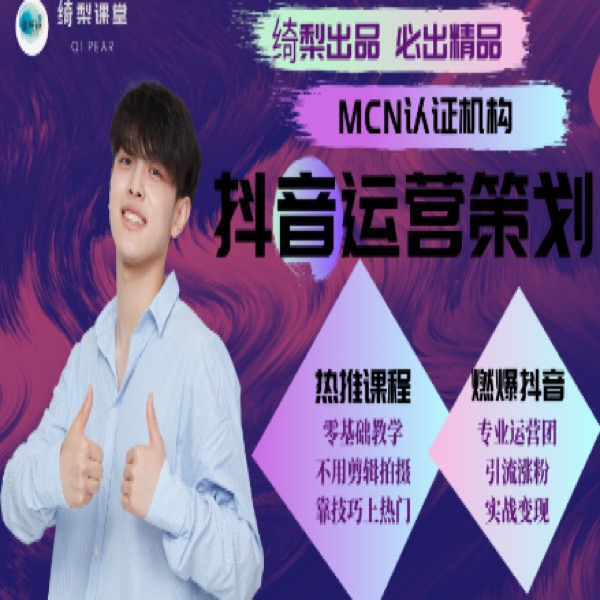 绮梨课堂
QI PEAR
绮梨出品 必出精品
MCN认证机构
抖音运营策划
热推课程
零基础教学
不用剪辑拍摄
靠技巧上热门
燃爆抖音
专业运营团
引流涨粉
实战变现